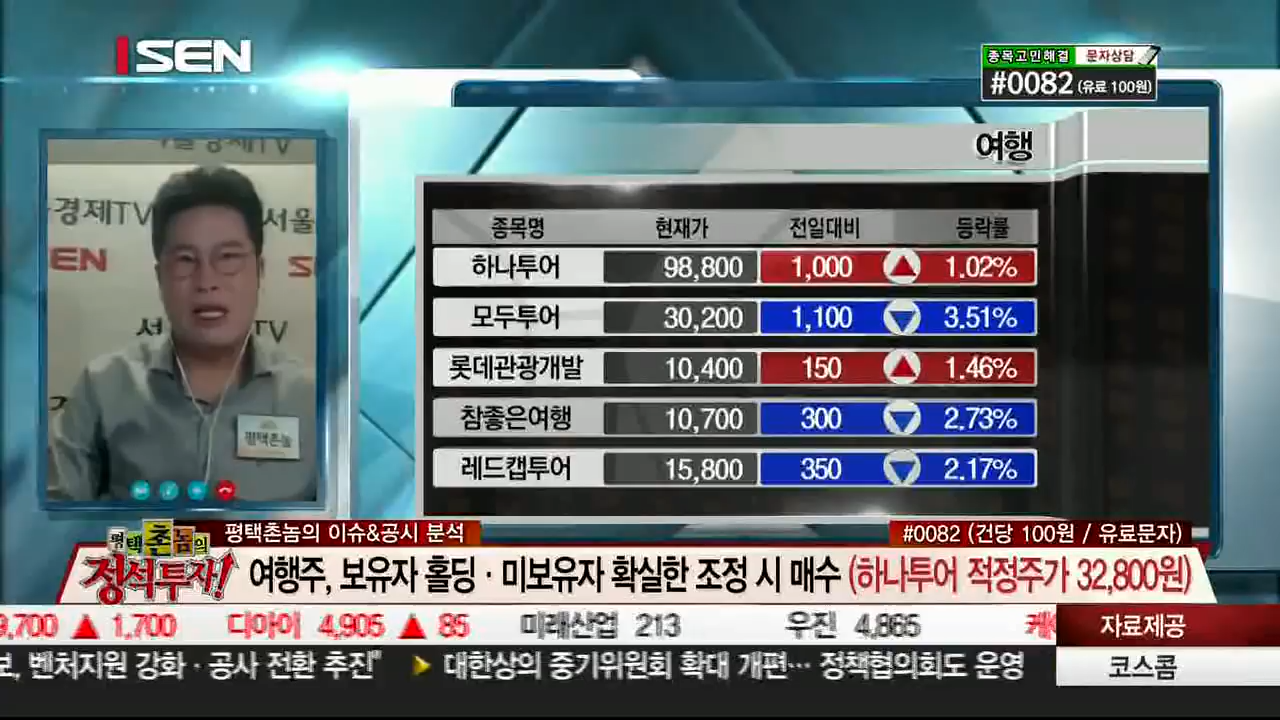 SEN
종목고민해결 문자상담
#0082 (유료 100원)
여행
종목명 현재가 전일대비 등락률
하나투어 98,800 1,000 ▲ 1.02%
모두투어 30,200 1,100 ▼ 3.51%
롯데관광개발 10,400 150 ▲ 1.46%
참좋은여행 10,700 300 ▼ 2.73%
레드캡투어 15,800 350 ▼ 2.17%
경제TV 서울
EN S
서 TV
평택촌놈
평택촌놈의 정석투자!
평택촌놈의 이슈&공시 분석
#0082 (건당 100원 / 유료문자)
여행주, 보유자 홀딩·미보유자 확실한 조정 시 매수 (하나투어 적정주가 32,800원)
9,700 ▲ 1,700 디아이 4,905 ▲ 85 미래산업 213 우진 4,865 케
자료제공
보, 벤처지원 강화·공사 전환 추진" ▶ 대한상의 중기위원회 확대 개편… 정책협의회도 운영
코스콤